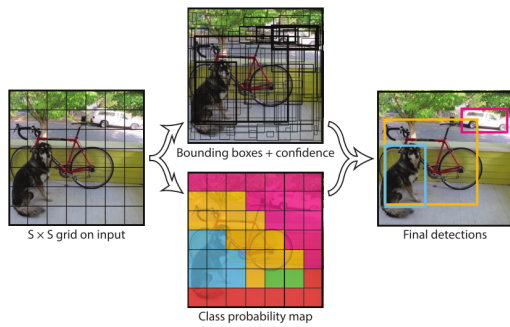 Bounding boxes + confidence
S × S grid on input
Final detections
Class probability map